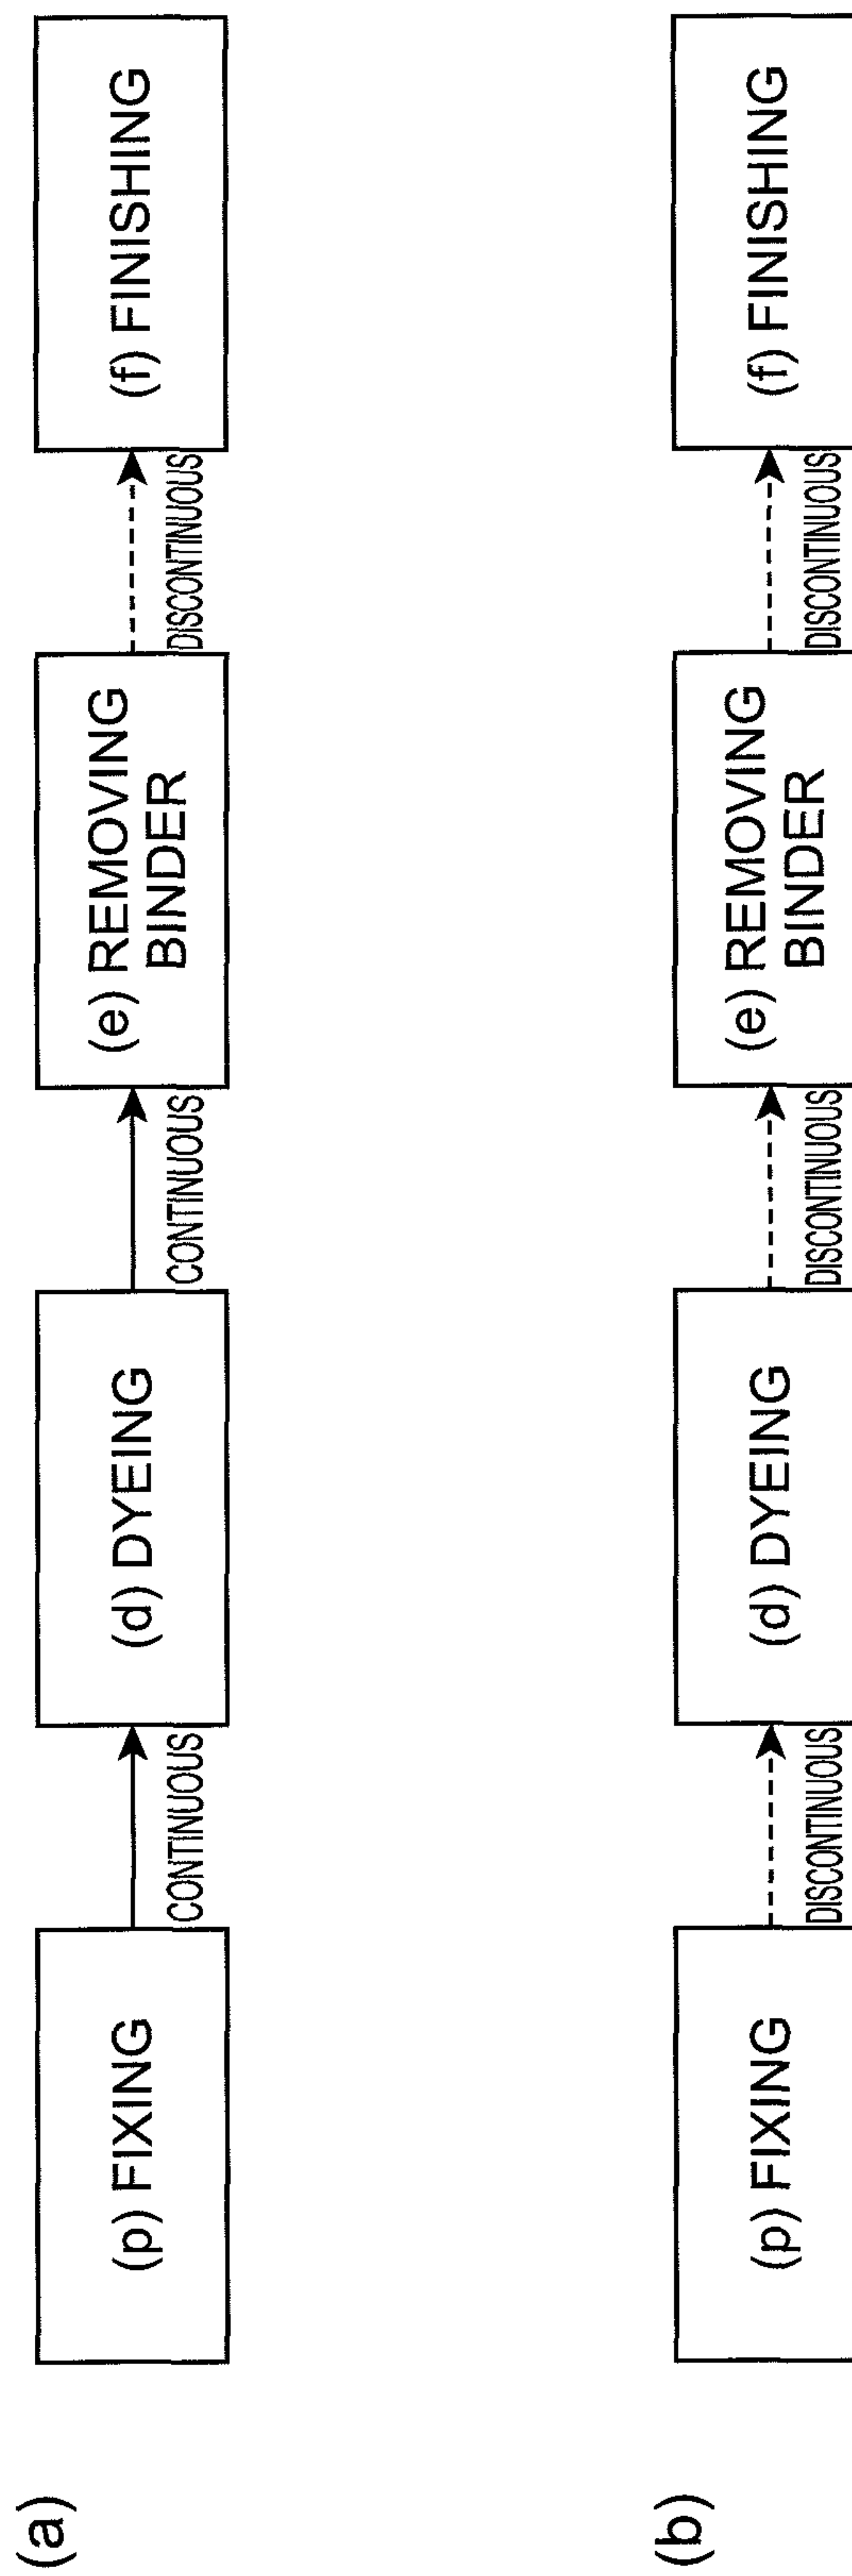 (a)
(p) FIXING
CONTINUOUS
(d) DYEING
CONTINUOUS
(e) REMOVING
BINDER
DISCONTINUOUS
(f) FINISHING
(b)
(p) FIXING
DISCONTINUOUS
(d) DYEING
DISCONTINUOUS
(e) REMOVING
BINDER
DISCONTINUOUS
(f) FINISHING